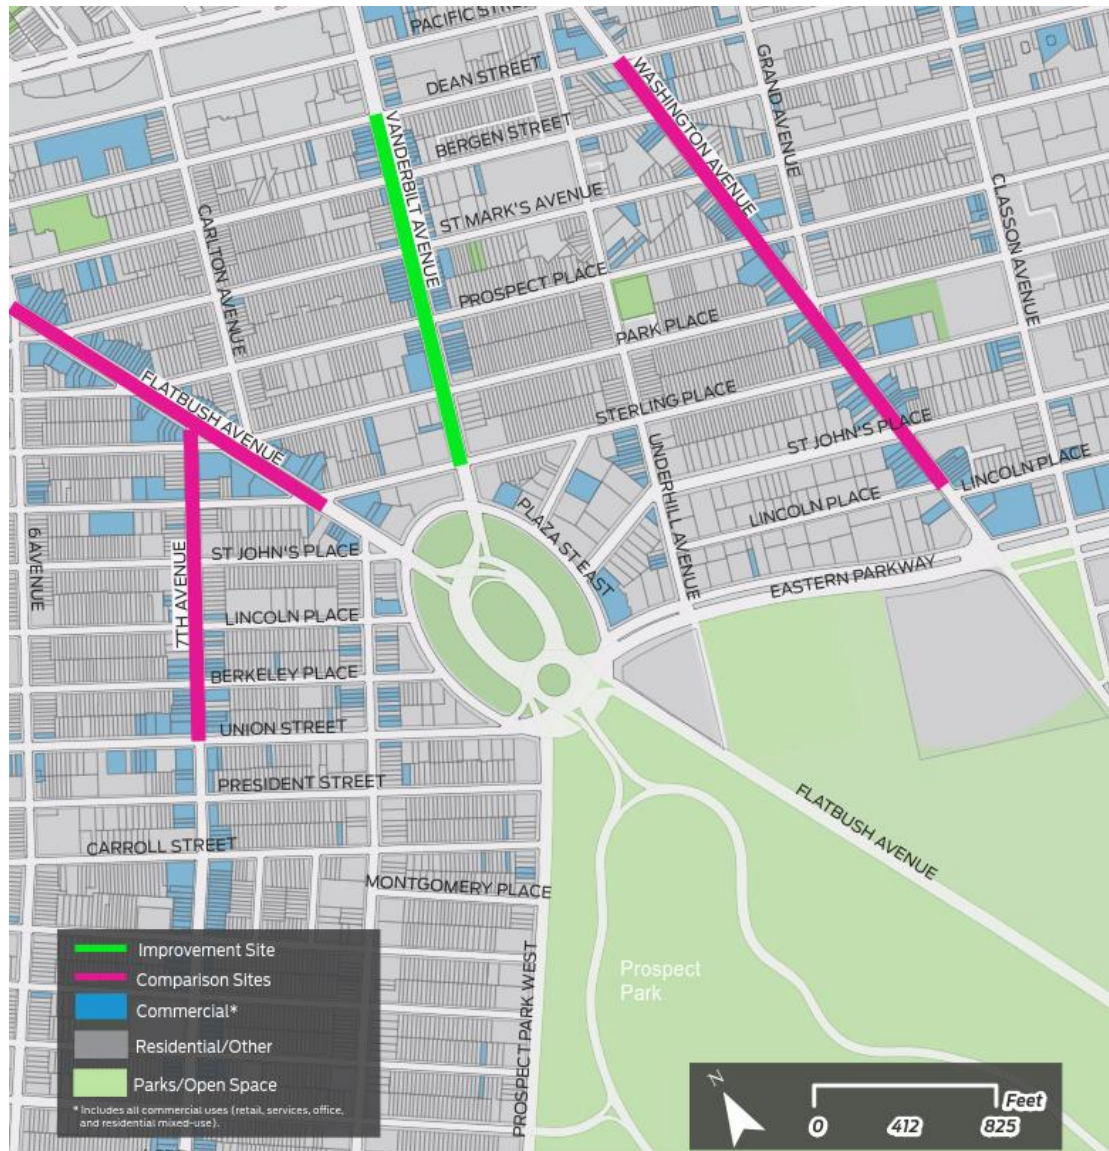 PACIFIC STREET
DEAN STREET
WASHINGTON AVENUE
GRAND AVENUE
VANDERBILT AVENUE
BERGEN STREET
CARLTON AVENUE
ST MARK'S AVENUE
CLASSON AVENUE
PROSPECT PLACE
PARK PLACE
FLATBUSH AVENUE
STERLING PLACE
ST JOHN'S PLACE
UNDERHILL AVENUE
LINCOLN PLACE
LINCOLN PLACE
PLAZA ST EAST
6 AVENUE
7TH AVENUE
ST JOHN'S PLACE
EASTERN PARKWAY
LINCOLN PLACE
BERKELEY PLACE
UNION STREET
PRESIDENT STREET
FLATBUSH AVENUE
CARROLL STREET
MONTGOMERY PLACE
PROSPECT PARK WEST
Prospect
Park
Improvement Site
Comparison Sites
Commercial*
Residential/Other
Parks/Open Space
* Includes all commercial uses (retail, services, office,
and residential mixed-use).
N
Feet
0 412 825